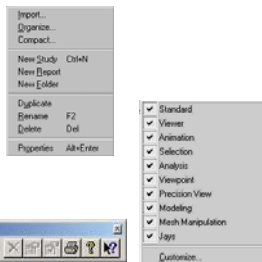 Import...
Organize...
Compact...
New Study Ctrl+N
New Report
New Folder
Duplicate
Rename F2
Delete Del
Properties Alt+Enter
Standard
Viewer
Animation
Selection
Analysis
Viewpoint
Precision View
Modeling
Mesh Manipulation
Jays
Customize...